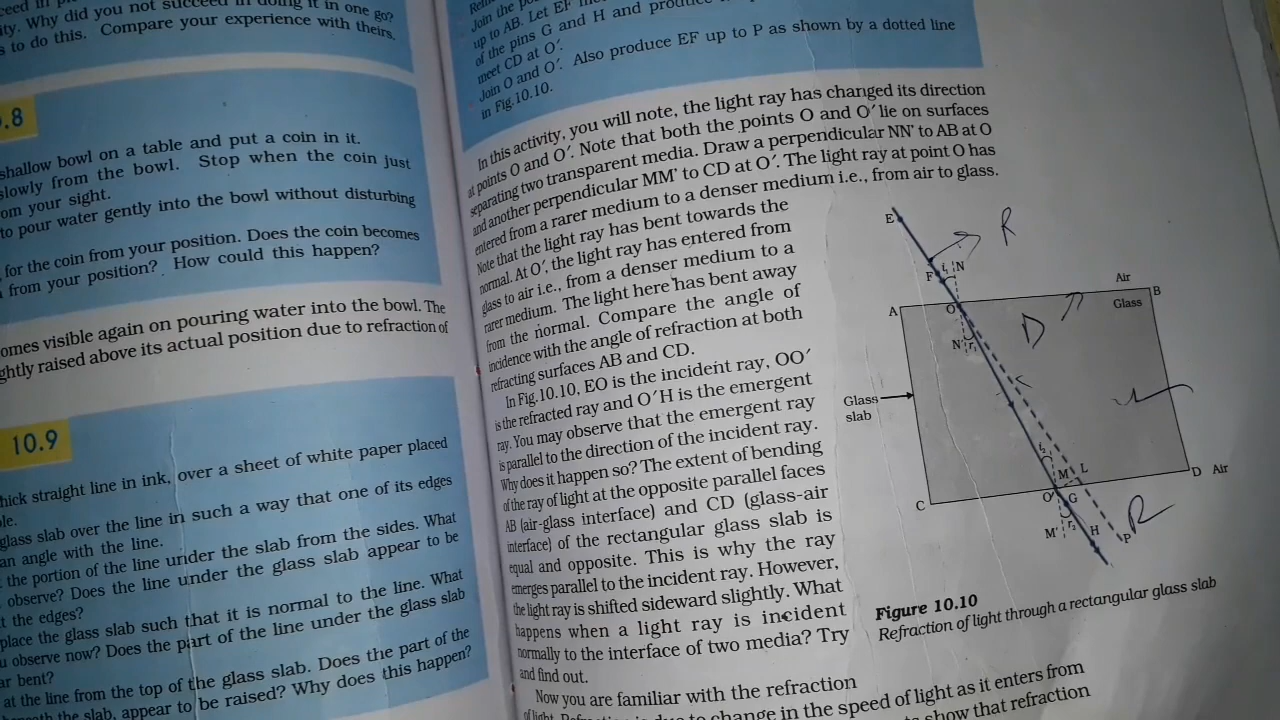 ity. Why did you not succeed in doing it in one go?
s to do this. Compare your experience with theirs.
.8
shallow bowl on a table and put a coin in it.
slowly from the bowl. Stop when the coin just
om your sight.
to pour water gently into the bowl without disturbing
for the coin from your position. Does the coin becomes
from your position? How could this happen?
omes visible again on pouring water into the bowl. The
ghtly raised above its actual position due to refraction of
10.9
hick straight line in ink, over a sheet of white paper placed
le.
glass slab over the line in such a way that one of its edges
an angle with the line.
the portion of the line under the slab from the sides. What
observe? Does the line under the glass slab appear to be
t the edges?
place the glass slab such that it is normal to the line. What
u observe now? Does the part of the line under the glass slab
ar bent?
at the line from the top of the glass slab. Does the part of the
the slab, appear to be raised? Why does this happen?
Join the
up to AB. Let EF
of the pins G and H and
meet CD at O′.
Join O and O′. Also produce EF up to P as shown by a dotted line
in Fig.10.10.
In this activity, you will note, the light ray has changed its direction
at points O and O′. Note that both the points O and O′ lie on surfaces
separating two transparent media. Draw a perpendicular NN′ to AB at O
and another perpendicular MM′ to CD at O′. The light ray at point O has
entered from a rarer medium to a denser medium i.e., from air to glass.
Note that the light ray has bent towards the
normal. At O′, the light ray has entered from
glass to air i.e., from a denser medium to a
rarer medium. The light here has bent away
from the normal. Compare the angle of
incidence with the angle of refraction at both
refracting surfaces AB and CD.
In Fig.10.10, EO is the incident ray, OO′
is the refracted ray and O′H is the emergent
ray. You may observe that the emergent ray
is parallel to the direction of the incident ray.
Why does it happen so? The extent of bending
of the ray of light at the opposite parallel faces
AB (air-glass interface) and CD (glass-air
interface) of the rectangular glass slab is
equal and opposite. This is why the ray
emerges parallel to the incident ray. However,
the light ray is shifted sideward slightly. What
happens when a light ray is incident
normally to the interface of two media? Try
and find out.
Now you are familiar with the refraction
to change in the speed of light as it enters from
show that refraction
E
R
F
i₁
N
Air
B
A
O
Glass
D
N′
r₁
Glass
slab
i₂
M
L
D
Air
C
O′
G
R
M′
r₂
H
P
Figure 10.10
Refraction of light through a rectangular glass slab